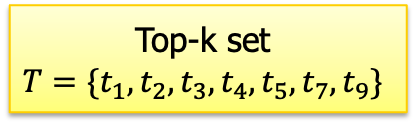 Top-k set
T = {t₁, t₂, t₃, t₄, t₅, t₇, t₉}